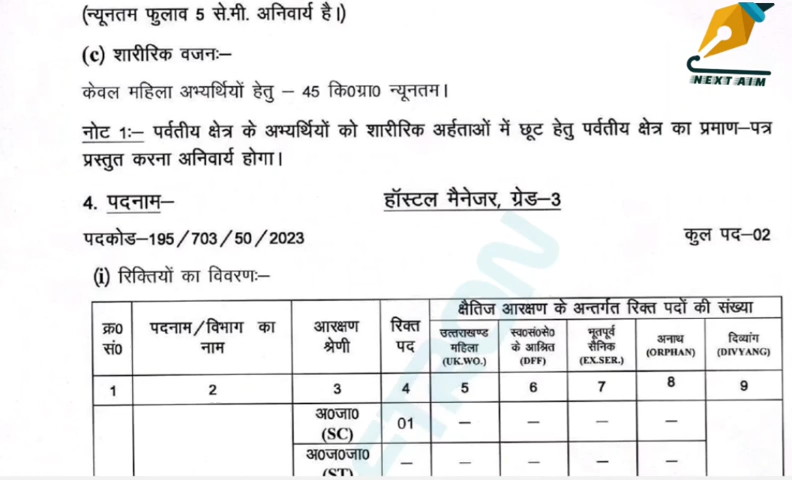 (न्यूनतम फुलाव 5 से.मी. अनिवार्य है।)
NEXT AIM
(c) शारीरिक वजनः–
केवल महिला अभ्यर्थियों हेतु – 45 कि0ग्रा0 न्यूनतम।
नोट 1:– पर्वतीय क्षेत्र के अभ्यर्थियों को शारीरिक अर्हताओं में छूट हेतु पर्वतीय क्षेत्र का प्रमाण–पत्र
प्रस्तुत करना अनिवार्य होगा।
4. पदनाम– हॉस्टल मैनेजर, ग्रेड–3
पदकोड–195/703/50/2023 कुल पद–02
(i) रिक्तियों का विवरणः–
क्र0 सं0
पदनाम/विभाग का
नाम
आरक्षण
श्रेणी
रिक्त
पद
क्षैतिज आरक्षण के अन्तर्गत रिक्त पदों की संख्या
उत्तराखण्ड
महिला
(UK.WO.)
स्व0सं0से0
के आश्रित
(DFF)
भूतपूर्व
सैनिक
(EX.SER.)
अनाथ
(ORPHAN)
दिव्यांग
(DIVYANG)
1 2 3 4 5 6 7 8 9
अ0जा0
(SC) 01 – – – –
अ0ज0जा0
(ST) – – – – –